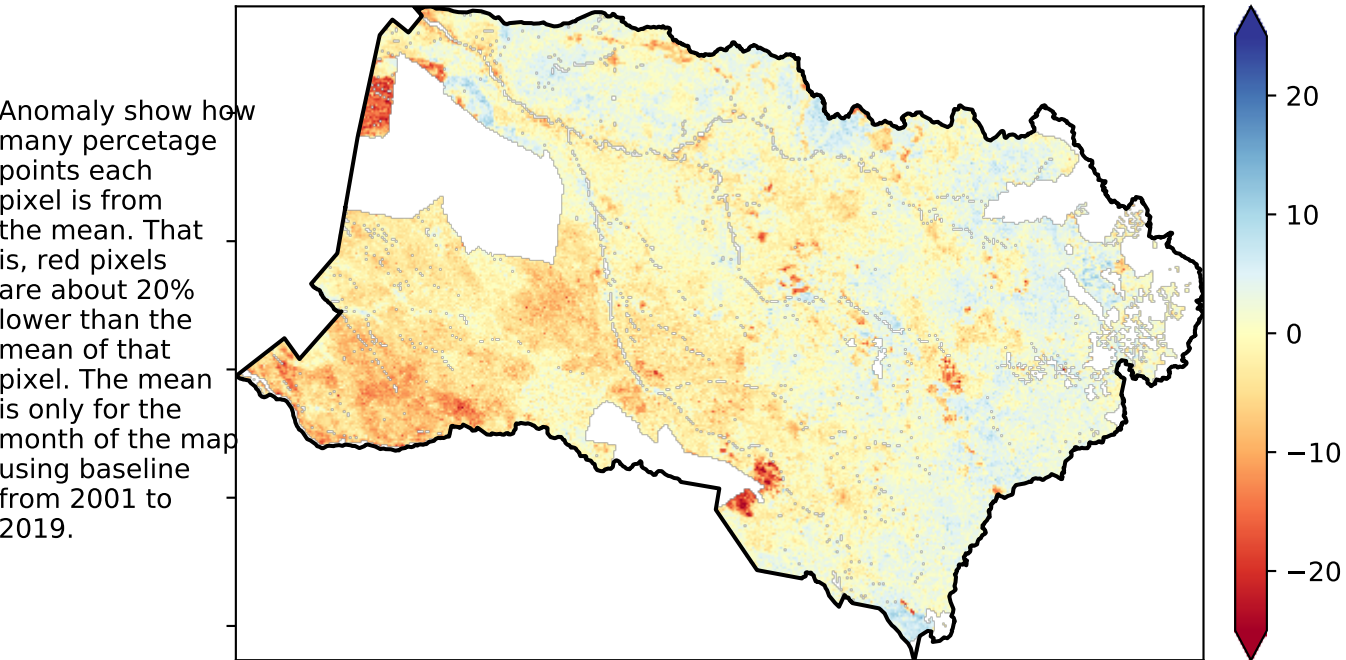 Anomaly show how
many percetage
points each
pixel is from
the mean. That
is, red pixels
are about 20%
lower than the
mean of that
pixel. The mean
is only for the
month of the map
using baseline
from 2001 to
2019.
20
10
0
−10
−20